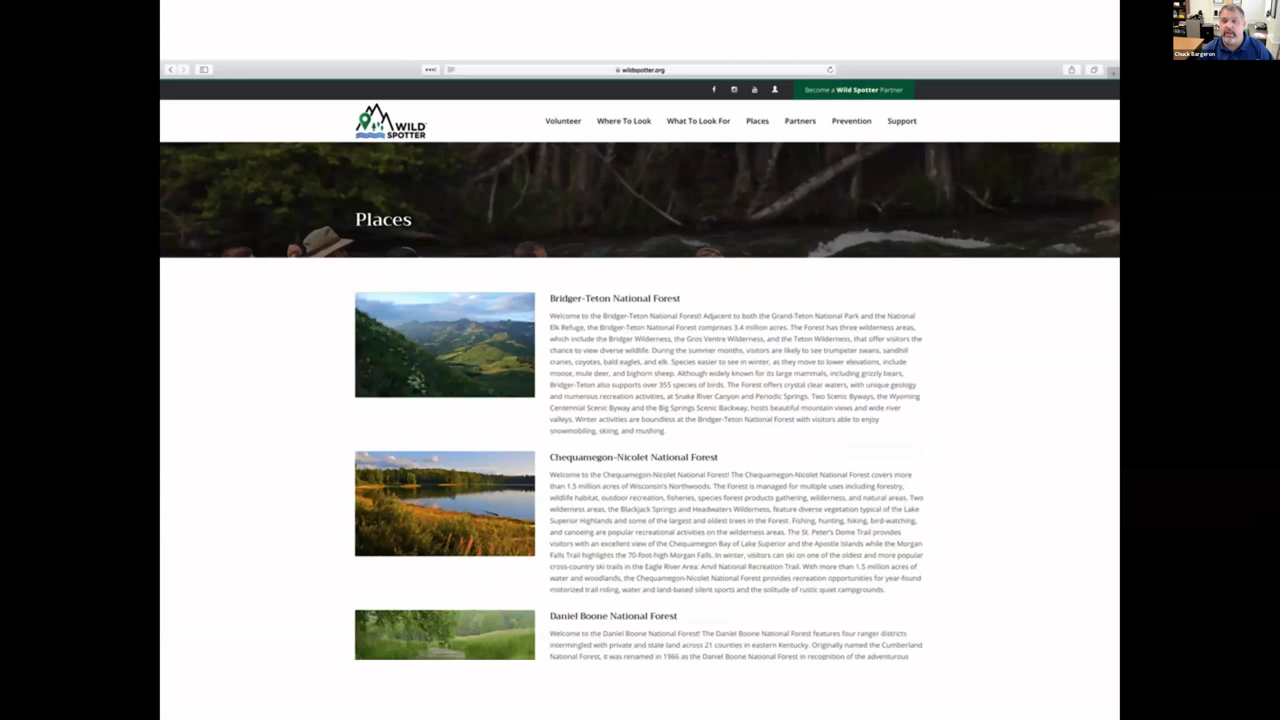 Chuck Bargeron
wildspotter.org
Become a Wild Spotter Partner
WILD
SPOTTER
Volunteer Where To Look What To Look For Places Partners Prevention Support
Places
Bridger-Teton National Forest
Welcome to the Bridger-Teton National Forest! Adjacent to both the Grand-Teton National Park and the National
Elk Refuge, the Bridger-Teton National Forest comprises 3.4 million acres. The Forest has three wilderness areas,
which include the Bridger Wilderness, the Gros Ventre Wilderness, and the Teton Wilderness, that offer visitors the
chance to view diverse wildlife. During the summer months, visitors are likely to see trumpeter swans, sandhill
cranes, coyotes, bald eagles, and elk. Species easier to see in winter, as they move to lower elevations, include
moose, mule deer, and bighorn sheep. Although widely known for its large mammals, including grizzly bears,
Bridger-Teton also supports over 355 species of birds. The Forest offers crystal clear waters, with unique geology
and numerous recreation activities, at Snake River Canyon and Periodic Springs. Two Scenic Byways, the Wyoming
Centennial Scenic Byway and the Big Springs Scenic Backway, hosts beautiful mountain views and wide river
valleys. Winter activities are boundless at the Bridger-Teton National Forest with visitors able to enjoy
snowmobiling, skiing, and mushing.
Chequamegon-Nicolet National Forest
Welcome to the Chequamegon-Nicolet National Forest! The Chequamegon-Nicolet National Forest covers more
than 1.5 million acres of Wisconsin's Northwoods. The Forest is managed for multiple uses including forestry,
wildlife habitat, outdoor recreation, fisheries, species forest products gathering, wilderness, and natural areas. Two
wilderness areas, the Blackjack Springs and Headwaters Wilderness, feature diverse vegetation typical of the Lake
Superior Highlands and some of the largest and oldest trees in the Forest. Fishing, hunting, hiking, bird-watching,
and canoeing are popular recreational activities on the wilderness areas. The St. Peter's Dome Trail provides
visitors with an excellent view of the Chequamegon Bay of Lake Superior and the Apostle Islands while the Morgan
Falls Trail highlights the 70-foot-high Morgan Falls. In winter, visitors can ski on one of the oldest and more popular
cross-country ski trails in the Eagle River Area: Anvil National Recreation Trail. With more than 1.5 million acres of
water and woodlands, the Chequamegon-Nicolet National Forest provides recreation opportunities for year-found
motorized trail riding, water and land-based silent sports and the solitude of rustic quiet campgrounds.
Daniel Boone National Forest
Welcome to the Daniel Boone National Forest! The Daniel Boone National Forest features four ranger districts
intermingled with private and state land across 21 counties in eastern Kentucky. Originally named the Cumberland
National Forest, it was renamed in 1966 as the Daniel Boone National Forest in recognition of the adventurous